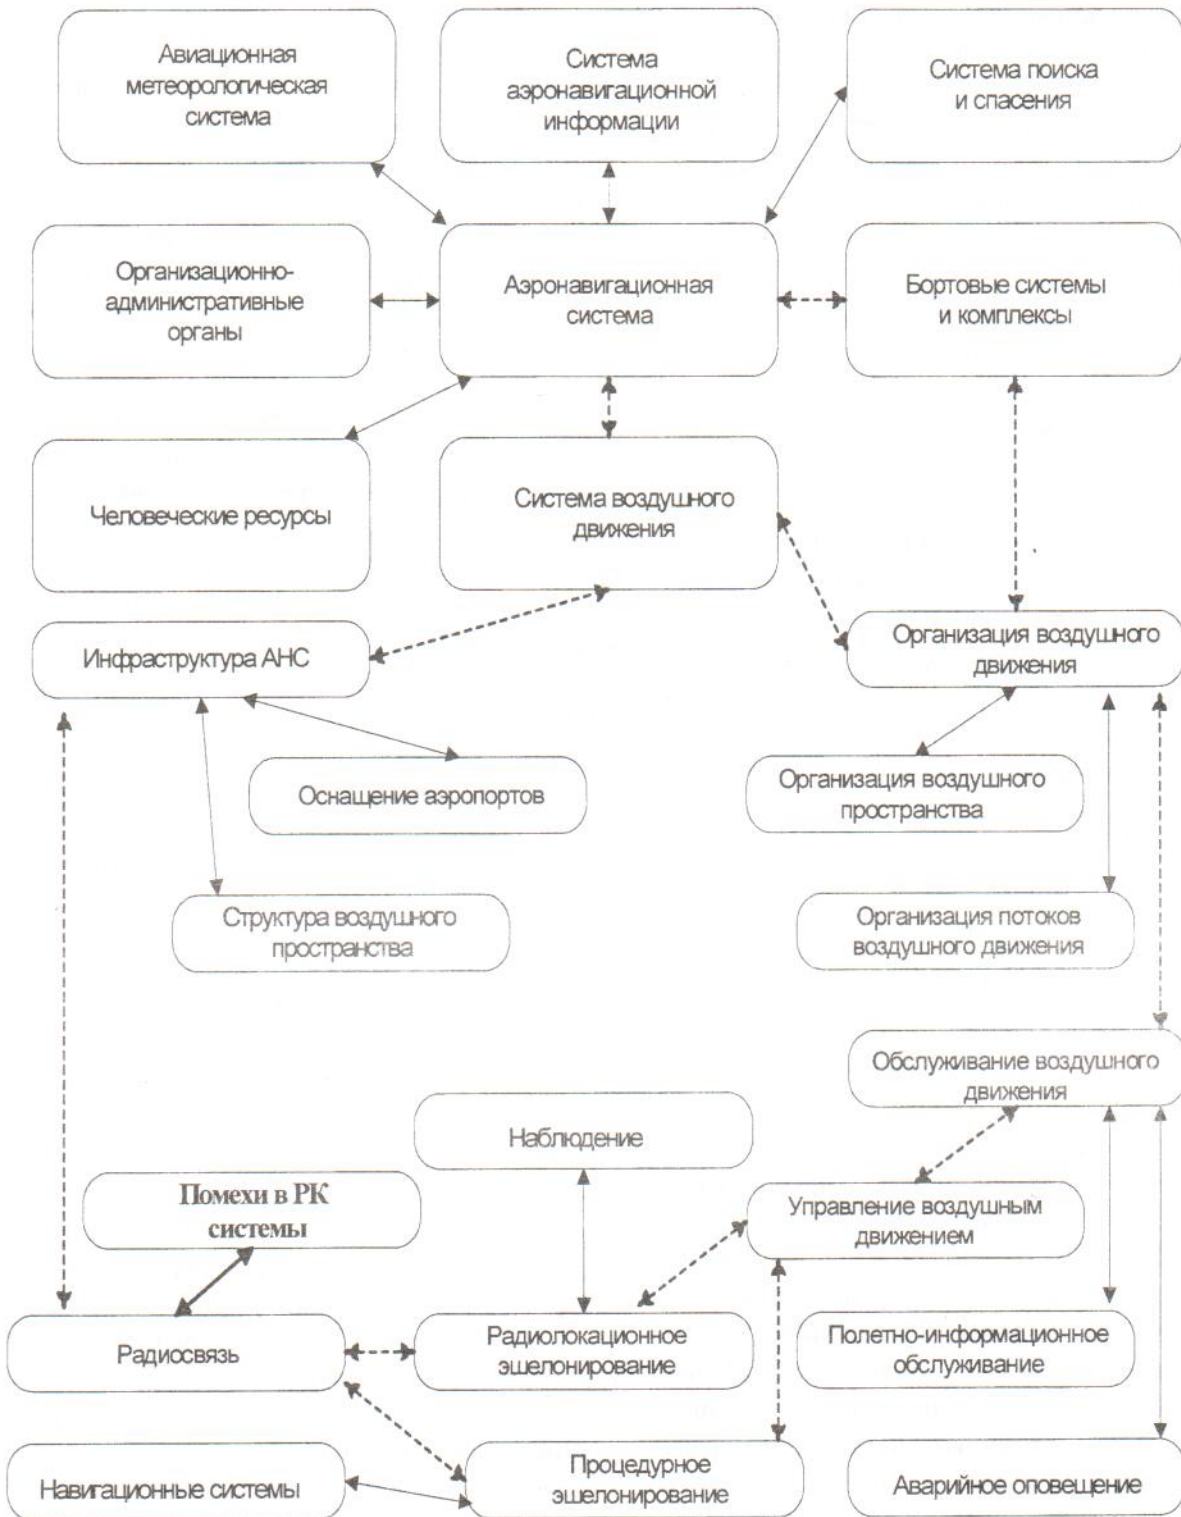 Авиационная
метеорологическая
система
Система
аэронавигационной
информации
Система поиска
и спасения
Организационно-
административные
органы
Аэронавигационная
система
Бортовые системы
и комплексы
Человеческие ресурсы
Система воздушного
движения
Инфраструктура АНС
Организация воздушного
движения
Оснащение аэропортов
Организация воздушного
пространства
Структура воздушного
пространства
Организация потоков
воздушного движения
Обслуживание воздушного
движения
Наблюдение
Помехи в РК
системы
Управление воздушным
движением
Радиосвязь
Радиолокационное
эшелонирование
Полетно-информационное
обслуживание
Навигационные системы
Процедурное
эшелонирование
Аварийное оповещение